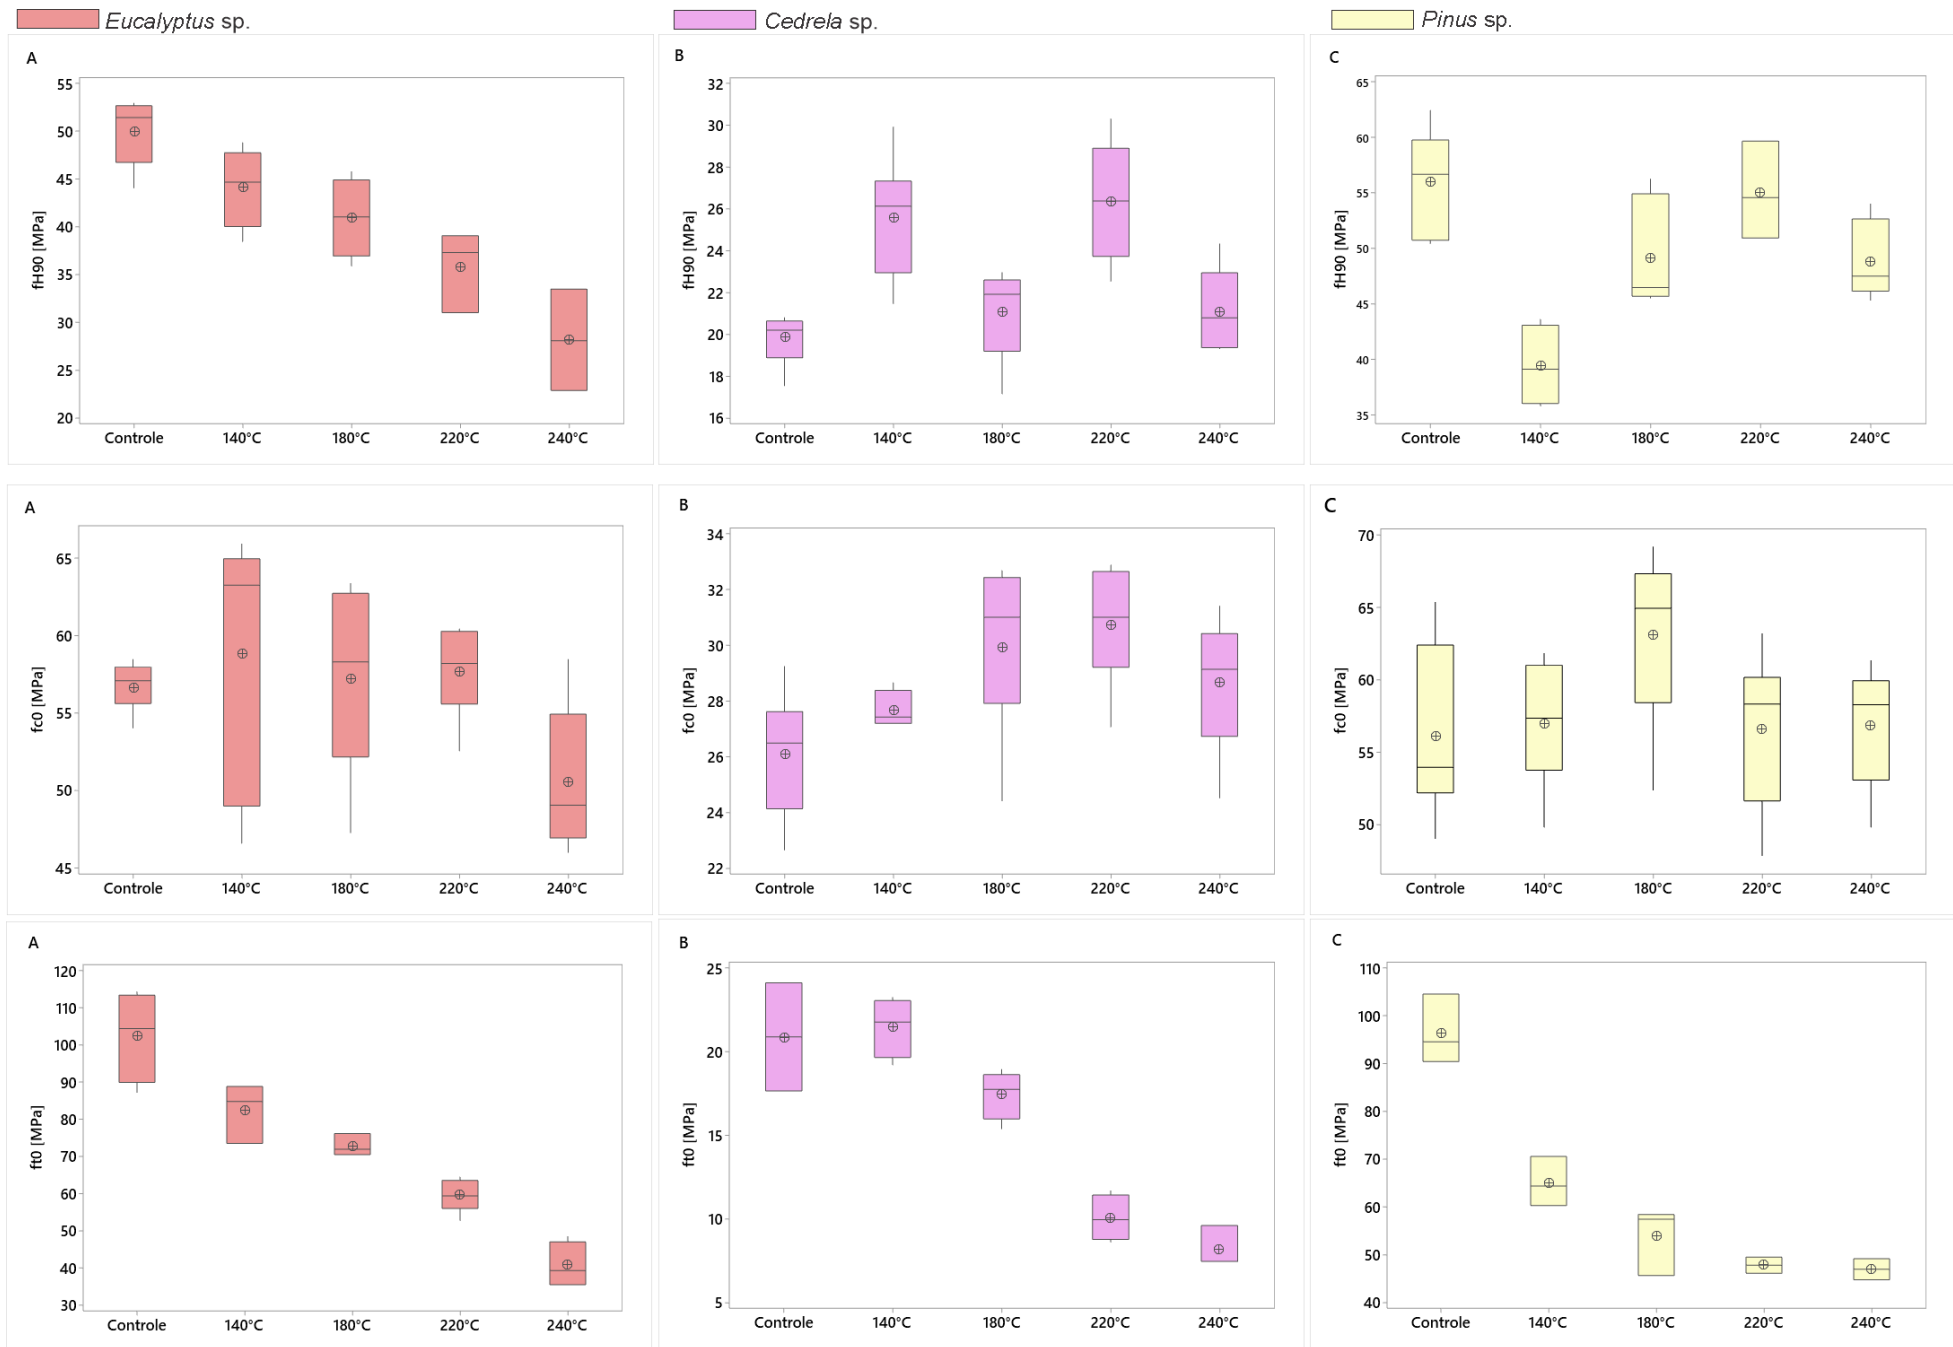 Eucalyptus sp.
Cedrela sp.
Pinus sp.
A
55
50
45
40
35
30
25
20
fH90 [MPa]
Controle 140°C 180°C 220°C 240°C
B
32
30
28
26
24
22
20
18
16
fH90 [MPa]
Controle 140°C 180°C 220°C 240°C
C
65
60
55
50
45
40
35
fH90 [MPa]
Controle 140°C 180°C 220°C 240°C
A
65
60
55
50
45
fc0 [MPa]
Controle 140°C 180°C 220°C 240°C
B
34
32
30
28
26
24
22
fc0 [MPa]
Controle 140°C 180°C 220°C 240°C
C
70
65
60
55
50
fc0 [MPa]
Controle 140°C 180°C 220°C 240°C
A
120
110
100
90
80
70
60
50
40
30
ft0 [MPa]
Controle 140°C 180°C 220°C 240°C
B
25
20
15
10
5
ft0 [MPa]
Controle 140°C 180°C 220°C 240°C
C
110
100
90
80
70
60
50
40
ft0 [MPa]
Controle 140°C 180°C 220°C 240°C